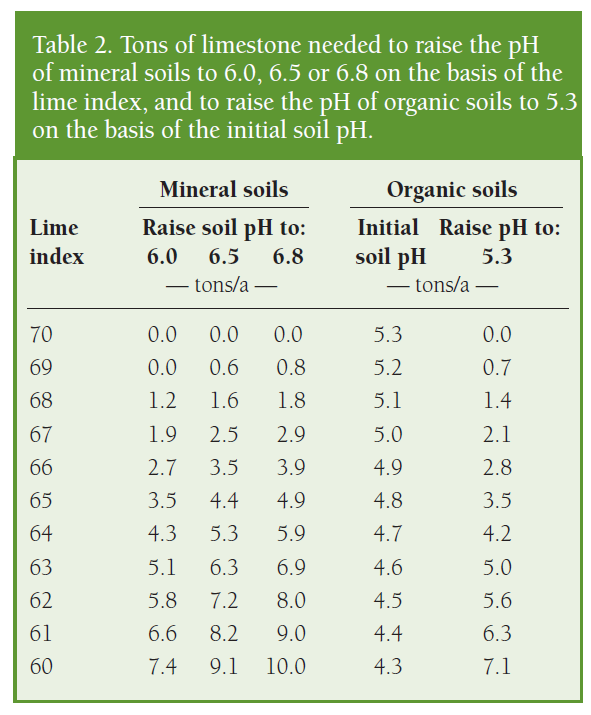 Table 2. Tons of limestone needed to raise the pH
of mineral soils to 6.0, 6.5 or 6.8 on the basis of the
lime index, and to raise the pH of organic soils to 5.3
on the basis of the initial soil pH.
Mineral soils Organic soils
Lime Raise soil pH to: Initial Raise pH to:
index 6.0 6.5 6.8 soil pH 5.3
— tons/a — — tons/a —
70 0.0 0.0 0.0 5.3 0.0
69 0.0 0.6 0.8 5.2 0.7
68 1.2 1.6 1.8 5.1 1.4
67 1.9 2.5 2.9 5.0 2.1
66 2.7 3.5 3.9 4.9 2.8
65 3.5 4.4 4.9 4.8 3.5
64 4.3 5.3 5.9 4.7 4.2
63 5.1 6.3 6.9 4.6 5.0
62 5.8 7.2 8.0 4.5 5.6
61 6.6 8.2 9.0 4.4 6.3
60 7.4 9.1 10.0 4.3 7.1